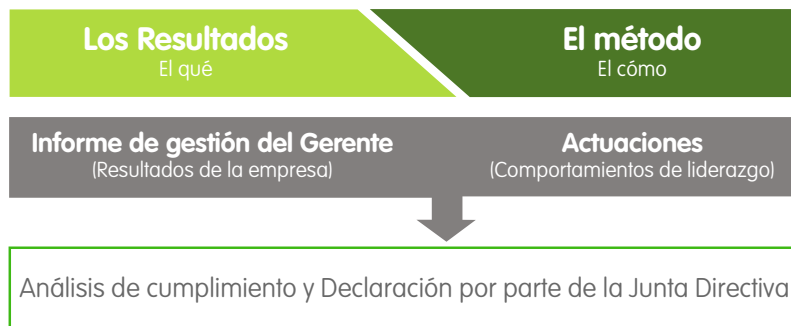 Los Resultados
El qué
El método
El cómo
Informe de gestión del Gerente
(Resultados de la empresa)
Actuaciones
(Comportamientos de liderazgo)
Análisis de cumplimiento y Declaración por parte de la Junta Directiva